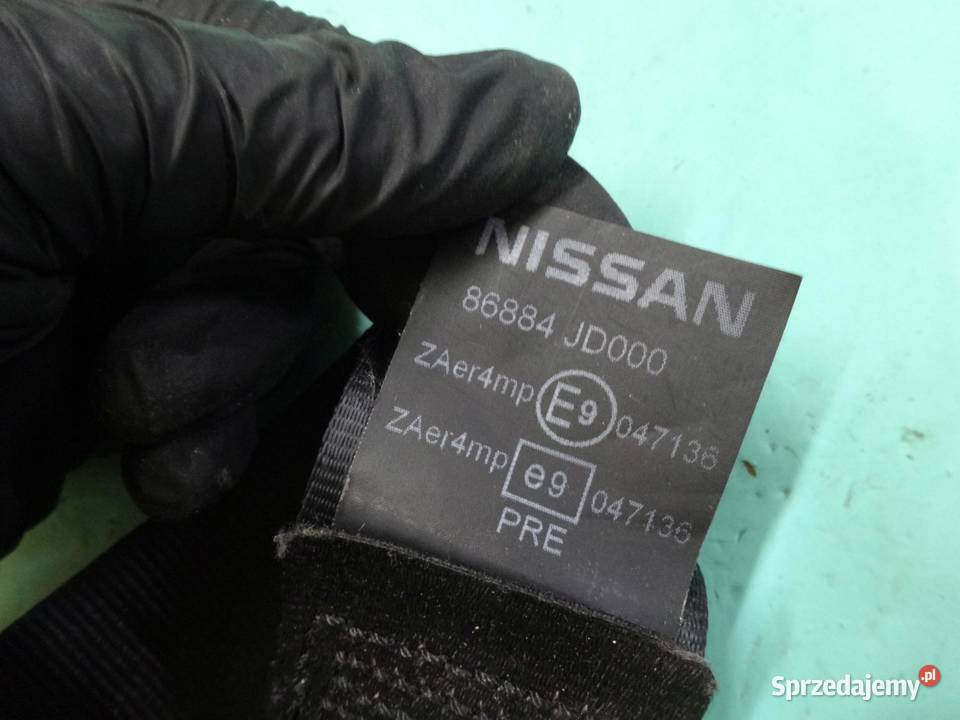 NISSAN
86884 JD000
ZAer4mp E9 047136
ZAer4mp e9 047136
PRE
Sprzedajemy.pl